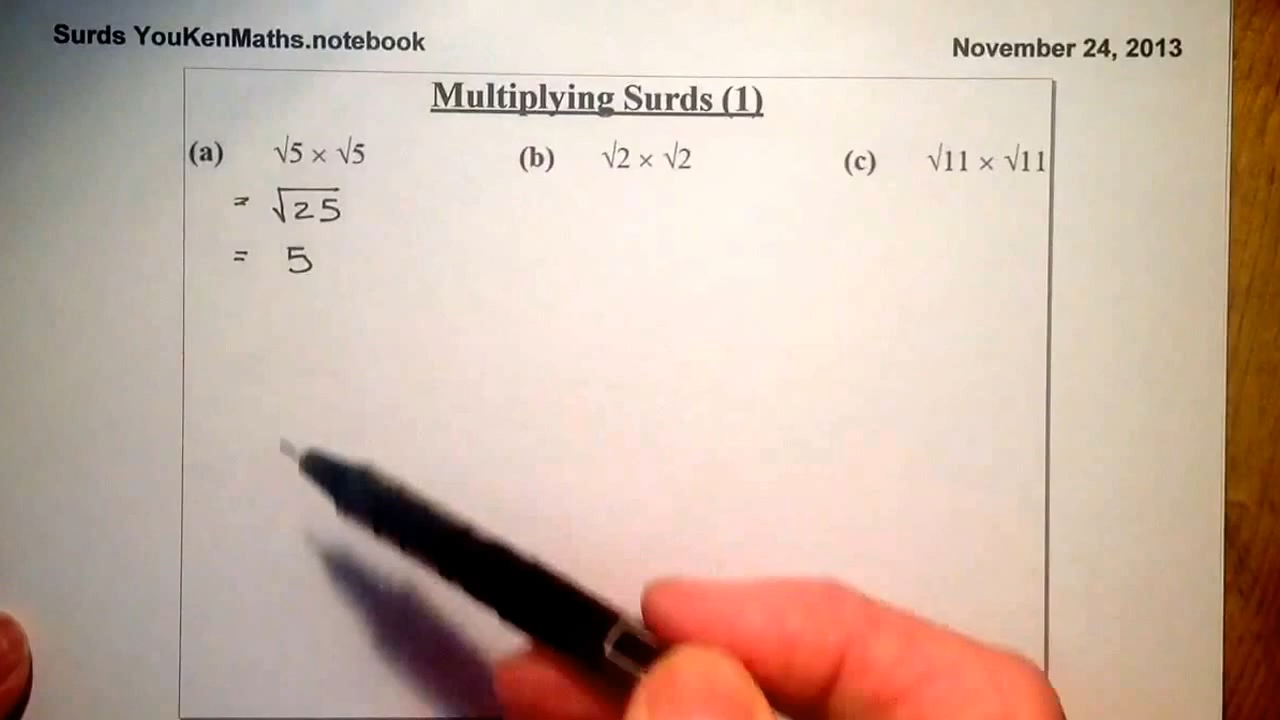 Surds YouKenMaths.notebook
November 24, 2013
Multiplying Surds (1)
(a) √5 × √5 (b) √2 × √2 (c) √11 × √11
= √25
= 5